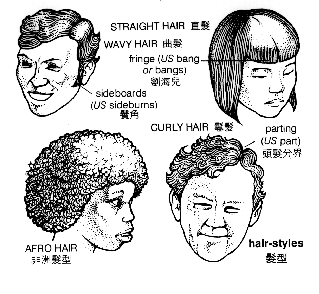 STRAIGHT HAIR 直髮
WAVY HAIR 曲髮
fringe (US bang
or bangs)
劉海兒
sideboards
(US sideburns)
鬢角
CURLY HAIR 鬈髮
parting
(US part)
頭髮分界
AFRO HAIR
非洲髮型
hair-styles
髮型